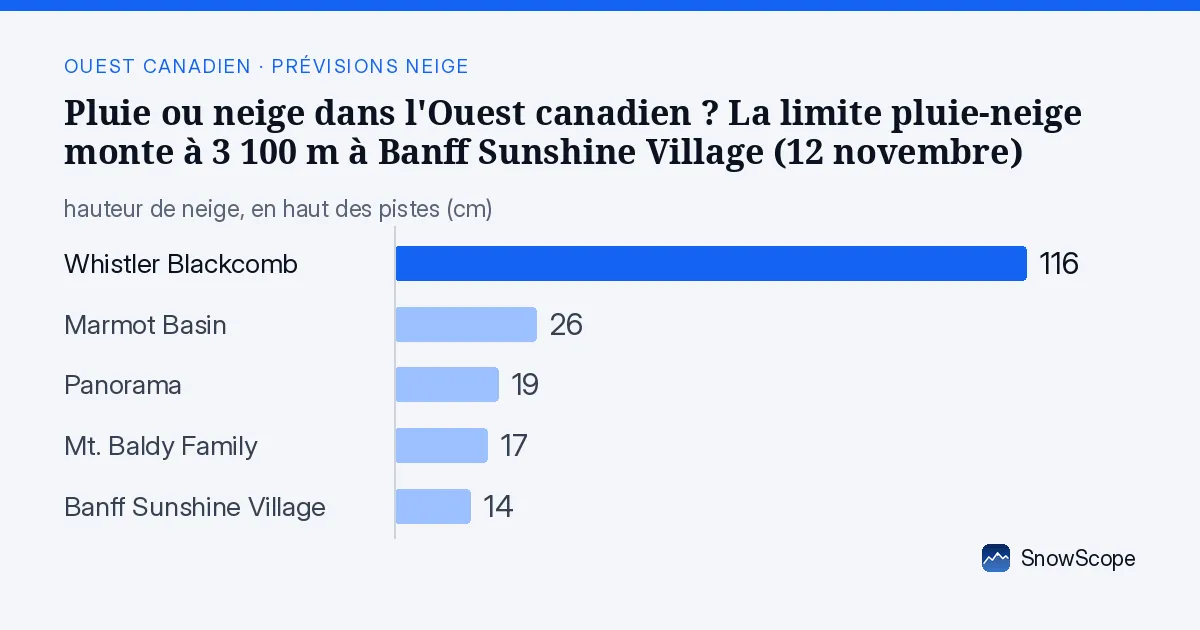 OUEST CANADIEN · PRÉVISIONS NEIGE
Pluie ou neige dans l'Ouest canadien ? La limite pluie-neige
monte à 3 100 m à Banff Sunshine Village (12 novembre)
hauteur de neige, en haut des pistes (cm)
Whistler Blackcomb 116
Marmot Basin 26
Panorama 19
Mt. Baldy Family 17
Banff Sunshine Village 14
SnowScope